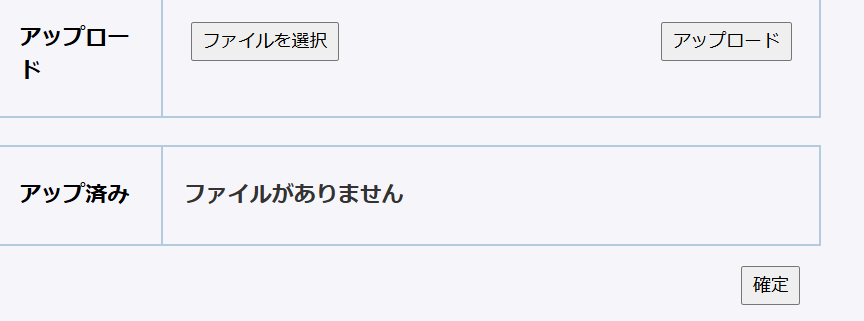 アップロー
ド
ファイルを選択
アップロード
アップ済み
ファイルがありません
確定